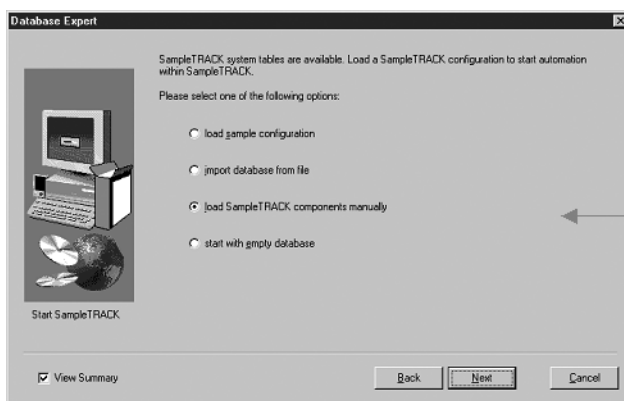 Database Expert
SampleTRACK system tables are available. Load a SampleTRACK configuration to start automation
within SampleTRACK.
Please select one of the following options:
load sample configuration
import database from file
load SampleTRACK components manually
start with empty database
Start SampleTRACK
View Summary
Back
Next
Cancel